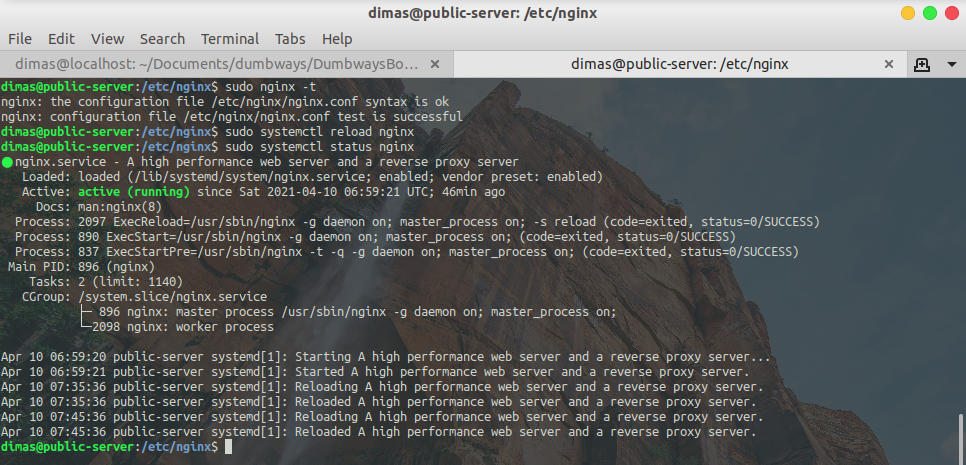 dimas@public-server: /etc/nginx
File Edit View Search Terminal Tabs Help
dimas@localhost: ~/Documents/dumbways/DumbwaysBo... × dimas@public-server: /etc/nginx ×
dimas@public-server:/etc/nginx$ sudo nginx -t
nginx: the configuration file /etc/nginx/nginx.conf syntax is ok
nginx: configuration file /etc/nginx/nginx.conf test is successful
dimas@public-server:/etc/nginx$ sudo systemctl reload nginx
dimas@public-server:/etc/nginx$ sudo systemctl status nginx
● nginx.service - A high performance web server and a reverse proxy server
Loaded: loaded (/lib/systemd/system/nginx.service; enabled; vendor preset: enabled)
Active: active (running) since Sat 2021-04-10 06:59:21 UTC; 46min ago
Docs: man:nginx(8)
Process: 2097 ExecReload=/usr/sbin/nginx -g daemon on; master_process on; -s reload (code=exited, status=0/SUCCESS)
Process: 890 ExecStart=/usr/sbin/nginx -g daemon on; master_process on; (code=exited, status=0/SUCCESS)
Process: 837 ExecStartPre=/usr/sbin/nginx -t -q -g daemon on; master_process on; (code=exited, status=0/SUCCESS)
Main PID: 896 (nginx)
Tasks: 2 (limit: 1140)
CGroup: /system.slice/nginx.service
├─ 896 nginx: master process /usr/sbin/nginx -g daemon on; master_process on;
└─2098 nginx: worker process
Apr 10 06:59:20 public-server systemd[1]: Starting A high performance web server and a reverse proxy server...
Apr 10 06:59:21 public-server systemd[1]: Started A high performance web server and a reverse proxy server.
Apr 10 07:35:36 public-server systemd[1]: Reloading A high performance web server and a reverse proxy server.
Apr 10 07:35:36 public-server systemd[1]: Reloaded A high performance web server and a reverse proxy server.
Apr 10 07:45:36 public-server systemd[1]: Reloading A high performance web server and a reverse proxy server.
Apr 10 07:45:36 public-server systemd[1]: Reloaded A high performance web server and a reverse proxy server.
dimas@public-server:/etc/nginx$